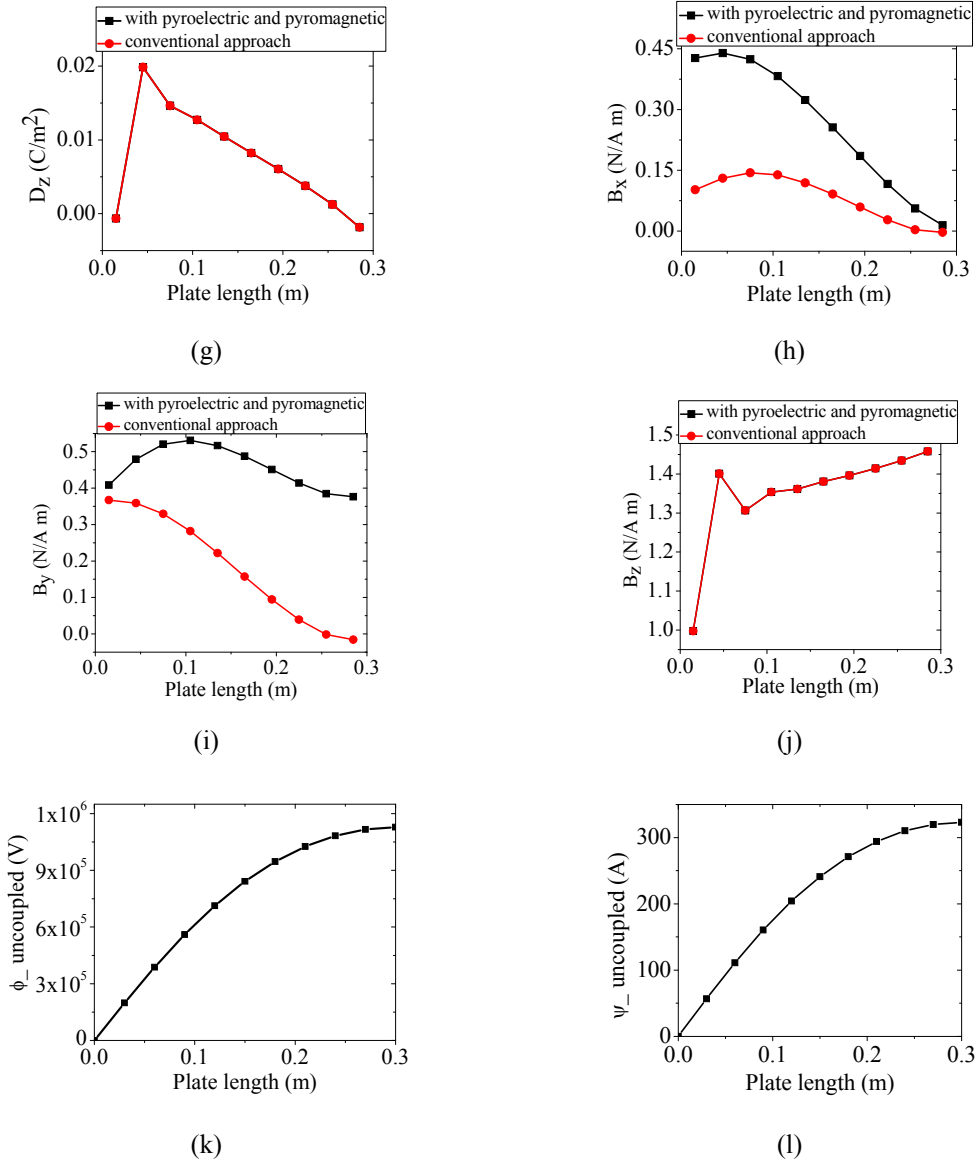 with pyroelectric and pyromagnetic
conventional approach
0.02
0.01
0.00
D_z (C/m²)
0.0 0.1 0.2 0.3
Plate length (m)
(g)
with pyroelectric and pyromagnetic
conventional approach
0.45
0.30
0.15
0.00
B_x (N/A m)
0.0 0.1 0.2 0.3
Plate length (m)
(h)
with pyroelectric and pyromagnetic
conventional approach
0.5
0.4
0.3
0.2
0.1
0.0
B_y (N/A m)
0.0 0.1 0.2 0.3
Plate length (m)
(i)
with pyroelectric and pyromagnetic
conventional approach
1.5
1.4
1.3
1.2
1.1
1.0
B_z (N/A m)
0.0 0.1 0.2 0.3
Plate length (m)
(j)
1x10⁶
9x10⁵
6x10⁵
3x10⁵
0
ϕ_ uncoupled (V)
0.0 0.1 0.2 0.3
Plate length (m)
(k)
300
200
100
0
ψ_ uncoupled (A)
0.0 0.1 0.2 0.3
Plate length (m)
(l)